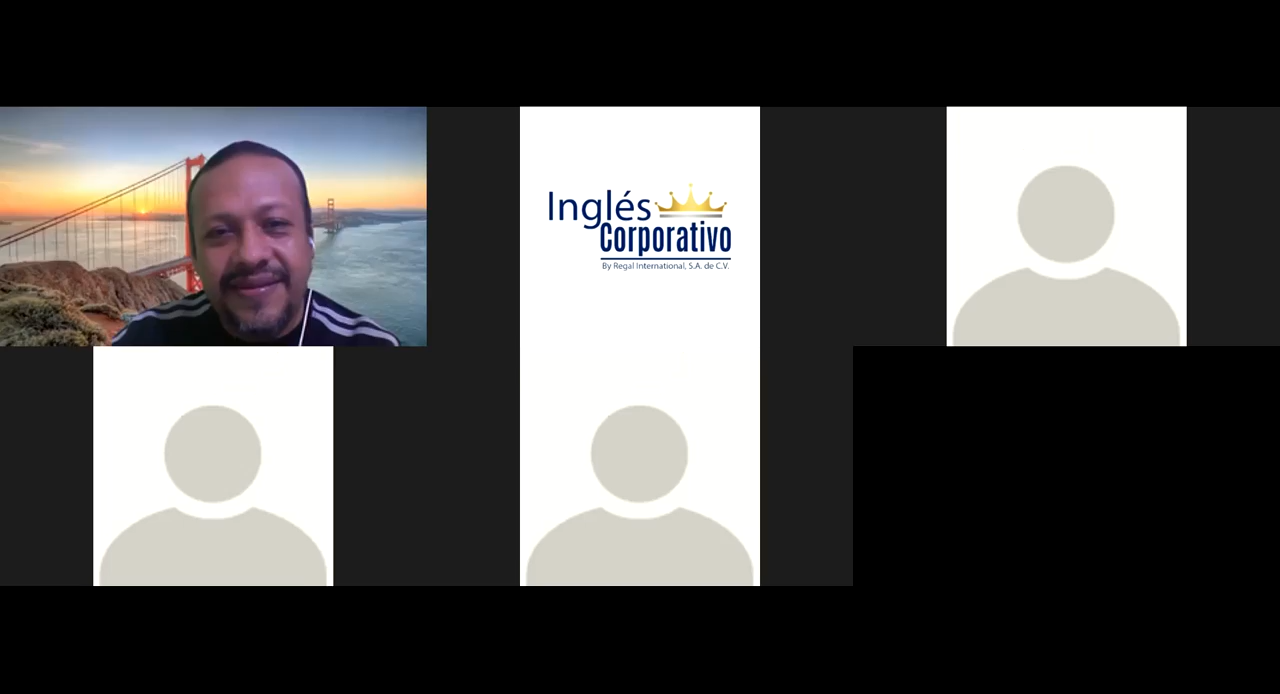 Inglés
Corporativo
By Regal International, S.A. de C.V.